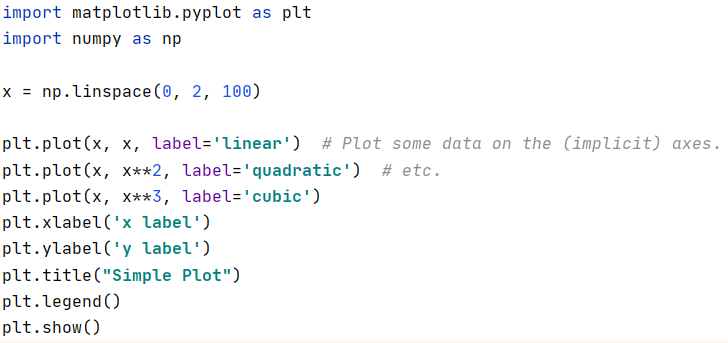 import matplotlib.pyplot as plt
import numpy as np
x = np.linspace(0, 2, 100)
plt.plot(x, x, label='linear')  # Plot some data on the (implicit) axes.
plt.plot(x, x**2, label='quadratic')  # etc.
plt.plot(x, x**3, label='cubic')
plt.xlabel('x label')
plt.ylabel('y label')
plt.title("Simple Plot")
plt.legend()
plt.show()